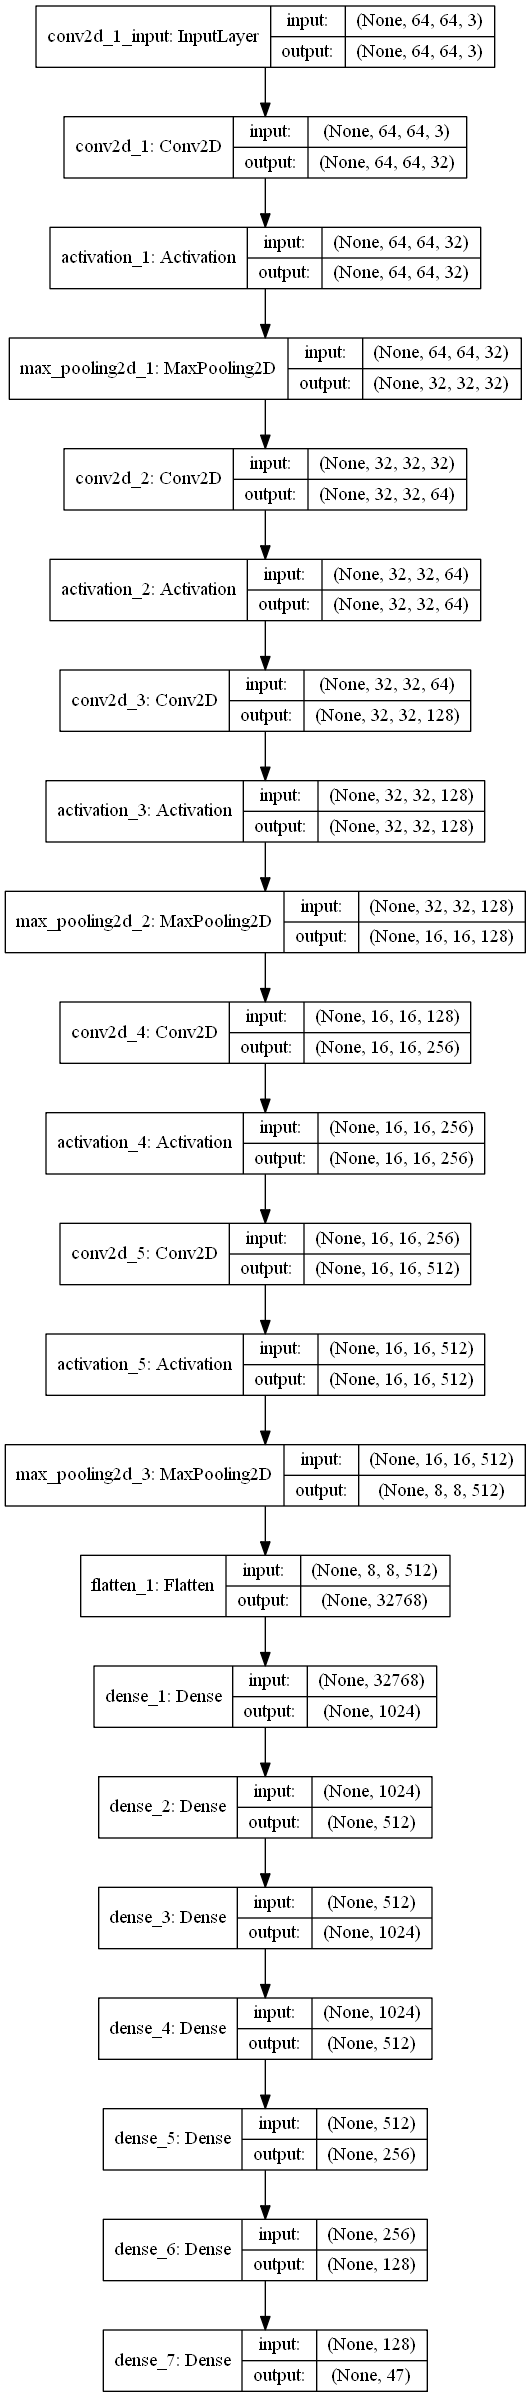 conv2d_1_input: InputLayer input: (None, 64, 64, 3)
output: (None, 64, 64, 3)
conv2d_1: Conv2D input: (None, 64, 64, 3)
output: (None, 64, 64, 32)
activation_1: Activation input: (None, 64, 64, 32)
output: (None, 64, 64, 32)
max_pooling2d_1: MaxPooling2D input: (None, 64, 64, 32)
output: (None, 32, 32, 32)
conv2d_2: Conv2D input: (None, 32, 32, 32)
output: (None, 32, 32, 64)
activation_2: Activation input: (None, 32, 32, 64)
output: (None, 32, 32, 64)
conv2d_3: Conv2D input: (None, 32, 32, 64)
output: (None, 32, 32, 128)
activation_3: Activation input: (None, 32, 32, 128)
output: (None, 32, 32, 128)
max_pooling2d_2: MaxPooling2D input: (None, 32, 32, 128)
output: (None, 16, 16, 128)
conv2d_4: Conv2D input: (None, 16, 16, 128)
output: (None, 16, 16, 256)
activation_4: Activation input: (None, 16, 16, 256)
output: (None, 16, 16, 256)
conv2d_5: Conv2D input: (None, 16, 16, 256)
output: (None, 16, 16, 512)
activation_5: Activation input: (None, 16, 16, 512)
output: (None, 16, 16, 512)
max_pooling2d_3: MaxPooling2D input: (None, 16, 16, 512)
output: (None, 8, 8, 512)
flatten_1: Flatten input: (None, 8, 8, 512)
output: (None, 32768)
dense_1: Dense input: (None, 32768)
output: (None, 1024)
dense_2: Dense input: (None, 1024)
output: (None, 512)
dense_3: Dense input: (None, 512)
output: (None, 1024)
dense_4: Dense input: (None, 1024)
output: (None, 512)
dense_5: Dense input: (None, 512)
output: (None, 256)
dense_6: Dense input: (None, 256)
output: (None, 128)
dense_7: Dense input: (None, 128)
output: (None, 47)